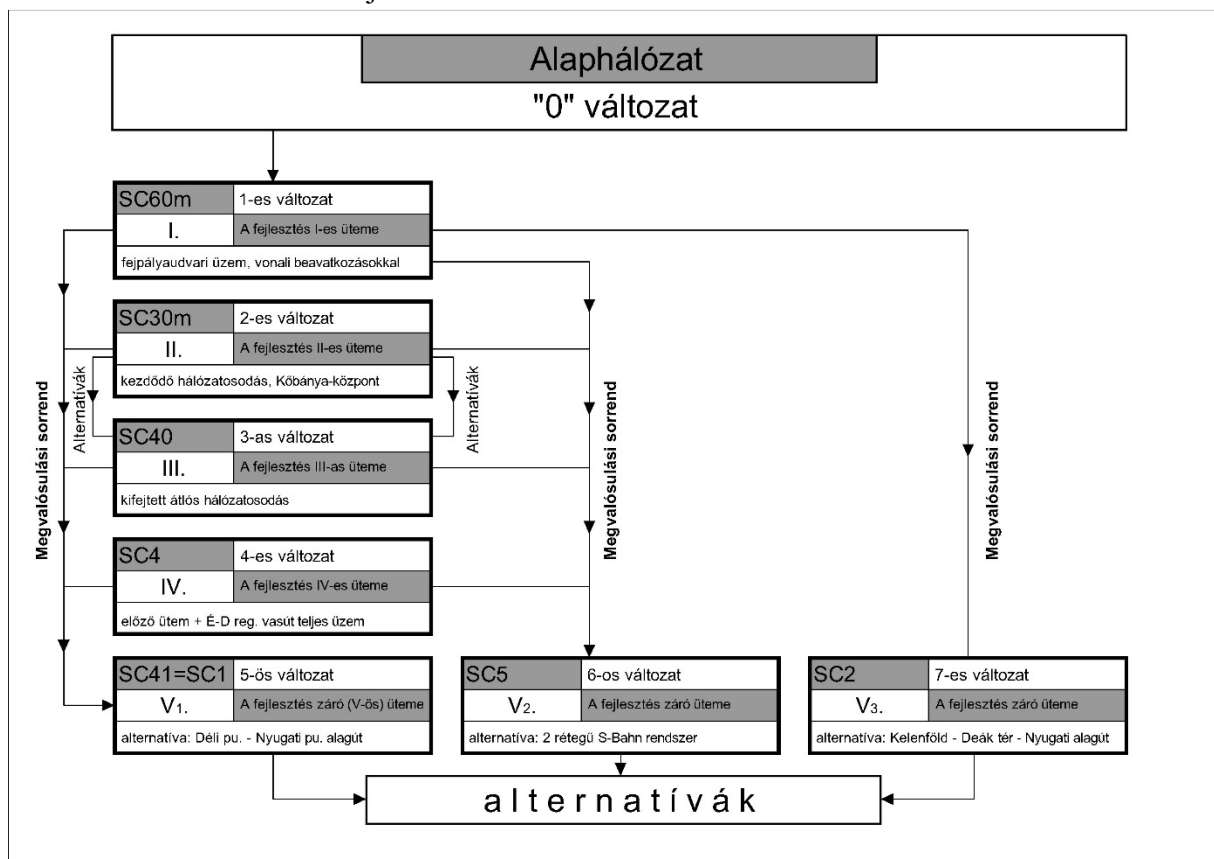 Alaphálózat
"0" változat
SC60m
1-es változat
I.
A fejlesztés I-es üteme
fejpályaudvari üzem, vonali beavatkozásokkal
SC30m
2-es változat
II.
A fejlesztés II-es üteme
kezdődő hálózatosodás, Kőbánya-központ
Alternatívák
Alternatívák
SC40
3-as változat
III.
A fejlesztés III-as üteme
kifejtett átlós hálózatosodás
Megvalósulási sorrend
Megvalósulási sorrend
Megvalósulási sorrend
SC4
4-es változat
IV.
A fejlesztés IV-es üteme
előző ütem + É-D reg. vasút teljes üzem
SC41=SC1
5-ös változat
V1.
A fejlesztés záró (V-ös) üteme
alternatíva: Déli pu. - Nyugati pu. alagút
SC5
6-os változat
V2.
A fejlesztés záró üteme
alternatíva: 2 rétegű S-Bahn rendszer
SC2
7-es változat
V3.
A fejlesztés záró üteme
alternatíva: Kelenföld - Deák tér - Nyugati alagút
alternatívák